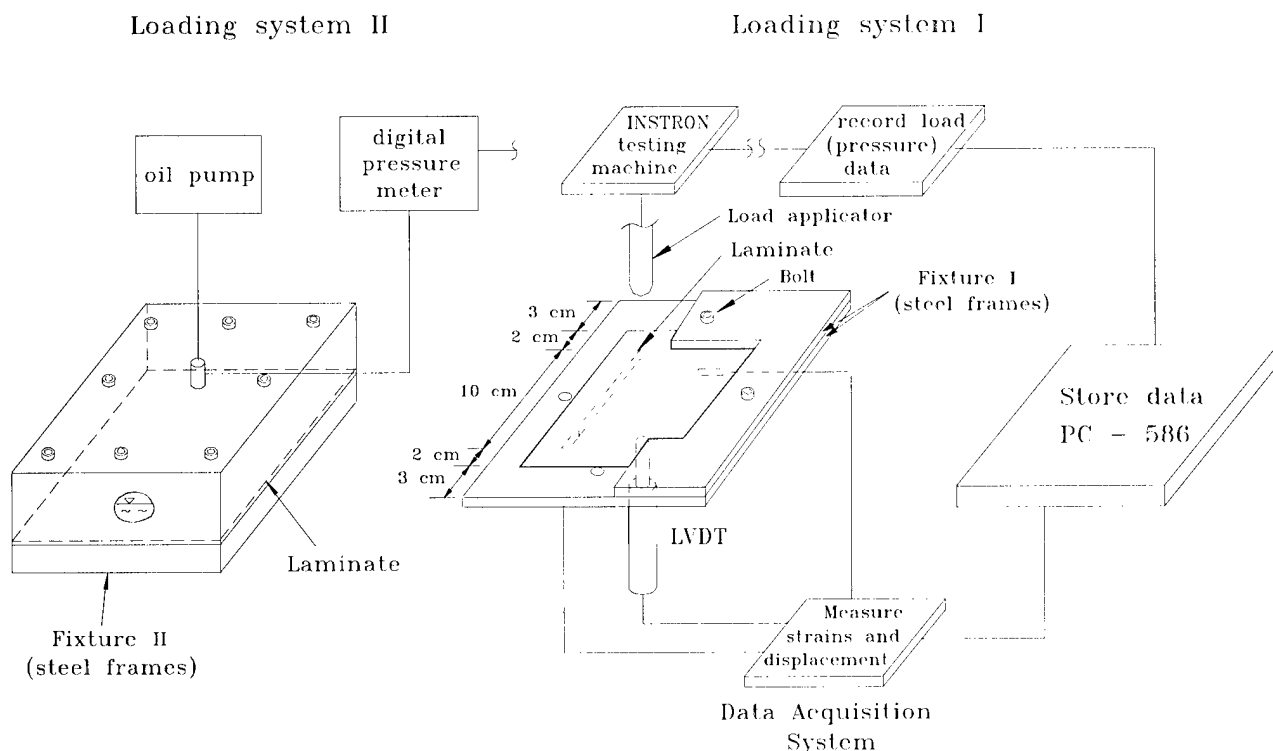 Loading system II
Loading system I
oil pump
digital
pressure
meter
INSTRON
testing
machine
record load
(pressure)
data
Load applicator
Laminate
Bolt
Fixture I
(steel frames)
3 cm
2 cm
10 cm
2 cm
3 cm
Store data
PC - 586
LVDT
Laminate
Fixture II
(steel frames)
Measure
strains and
displacement
Data Acquisition
System